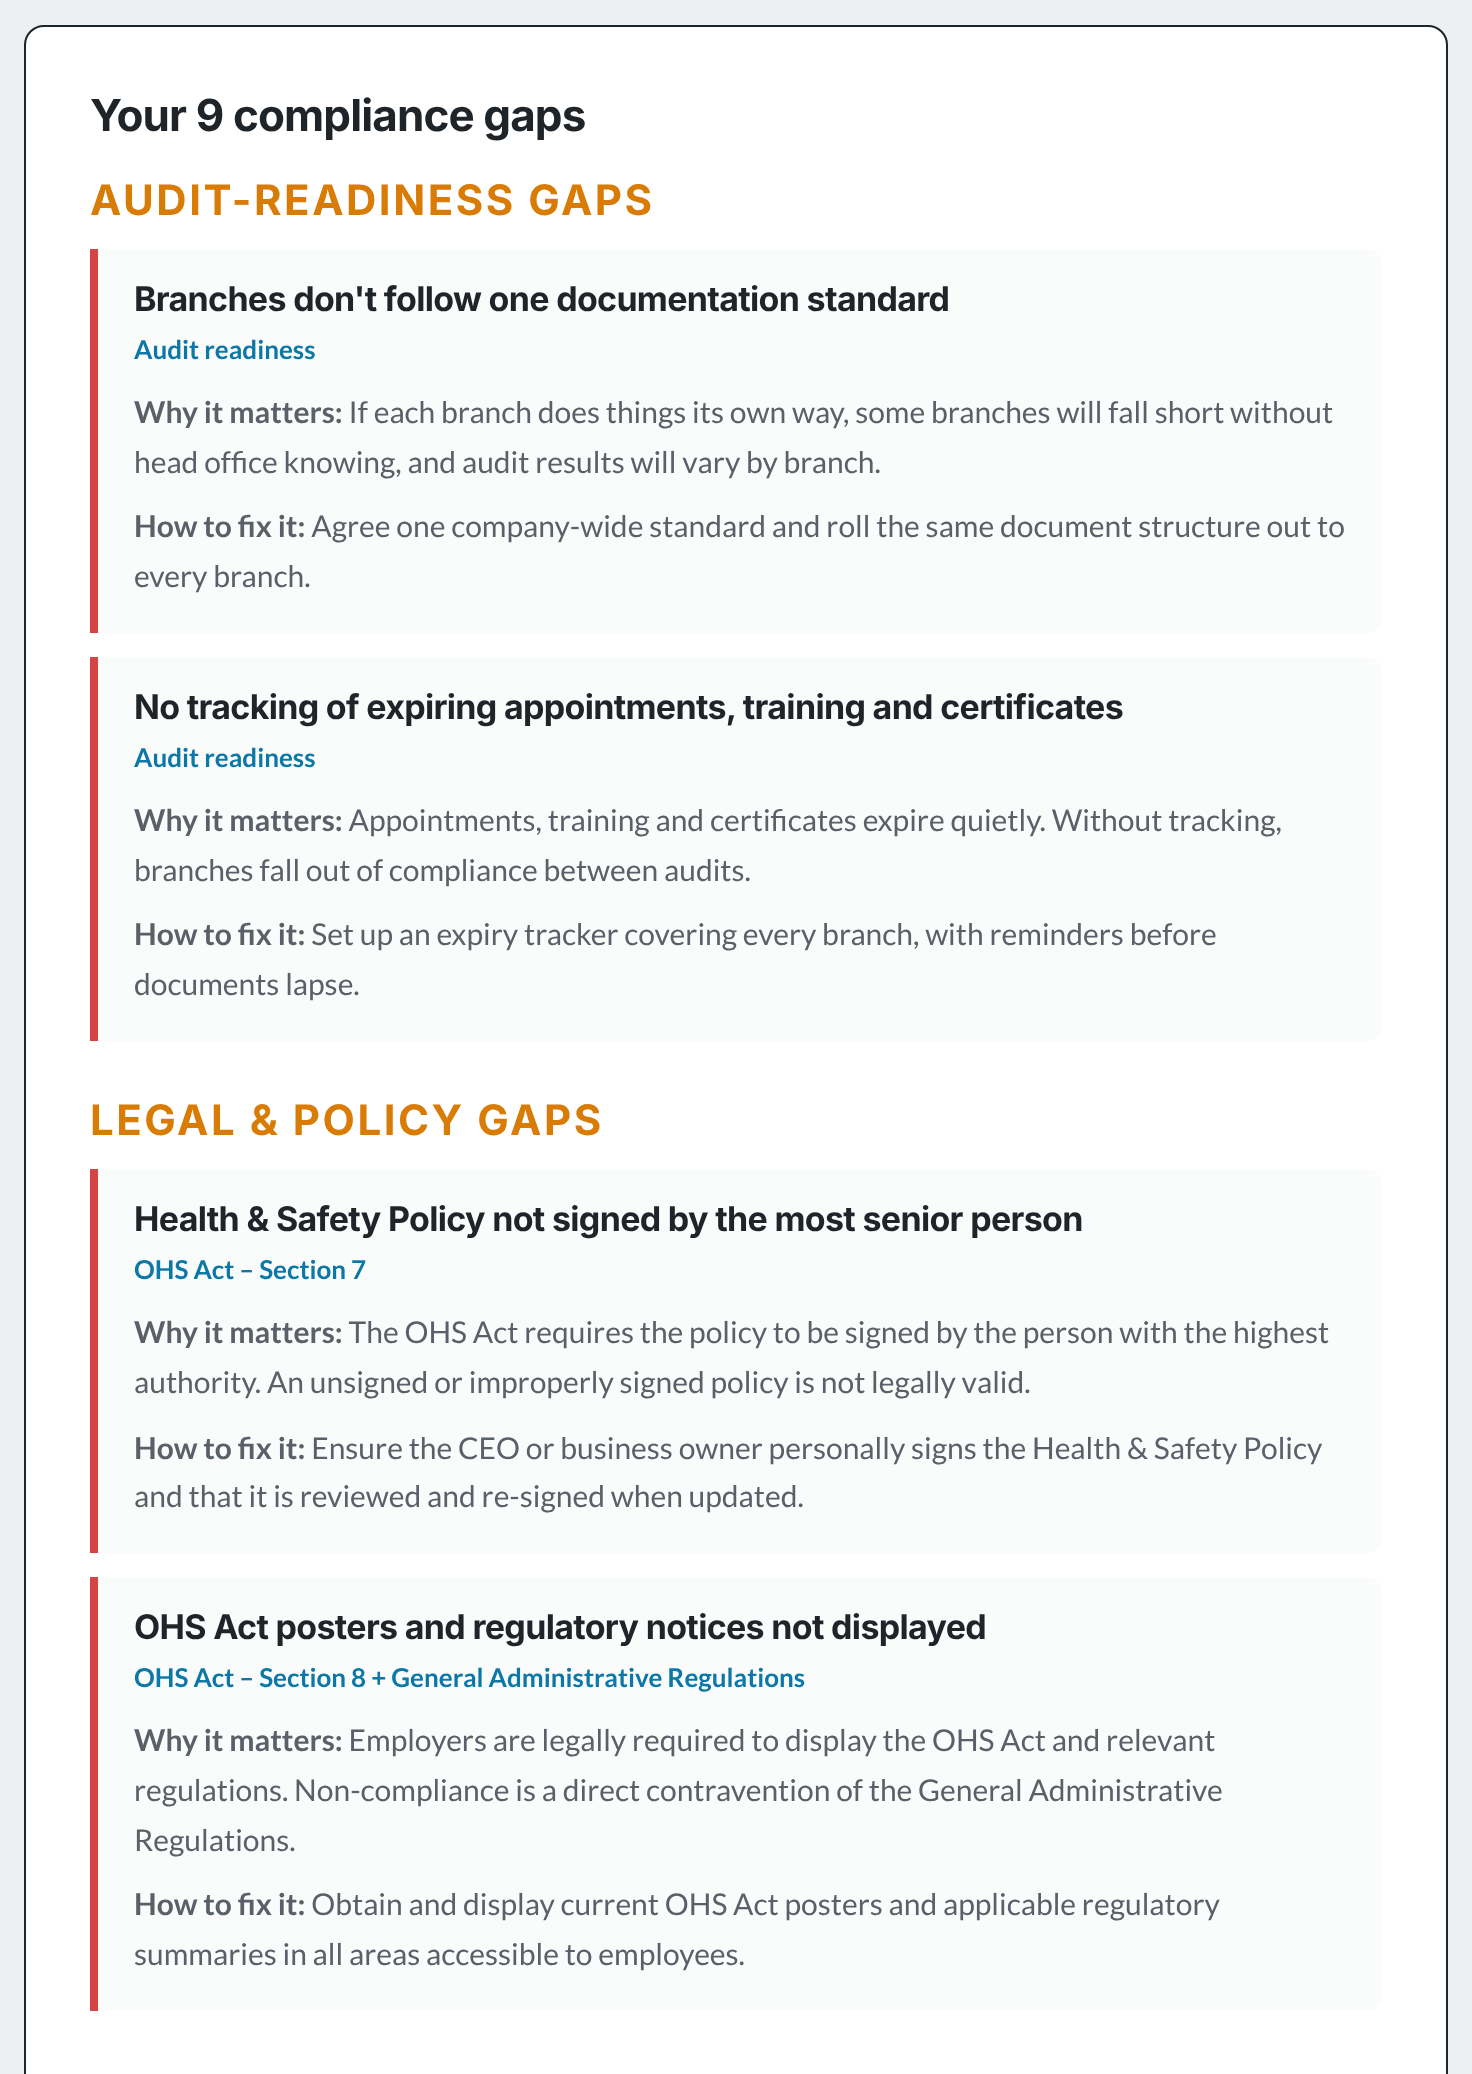 Your 9 compliance gaps
AUDIT-READINESS GAPS
Branches don't follow one documentation standard
Audit readiness
Why it matters: If each branch does things its own way, some branches will fall short without
head office knowing, and audit results will vary by branch.
How to fix it: Agree one company-wide standard and roll the same document structure out to
every branch.
No tracking of expiring appointments, training and certificates
Audit readiness
Why it matters: Appointments, training and certificates expire quietly. Without tracking,
branches fall out of compliance between audits.
How to fix it: Set up an expiry tracker covering every branch, with reminders before
documents lapse.
LEGAL & POLICY GAPS
Health & Safety Policy not signed by the most senior person
OHS Act – Section 7
Why it matters: The OHS Act requires the policy to be signed by the person with the highest
authority. An unsigned or improperly signed policy is not legally valid.
How to fix it: Ensure the CEO or business owner personally signs the Health & Safety Policy
and that it is reviewed and re-signed when updated.
OHS Act posters and regulatory notices not displayed
OHS Act – Section 8 + General Administrative Regulations
Why it matters: Employers are legally required to display the OHS Act and relevant
regulations. Non-compliance is a direct contravention of the General Administrative
Regulations.
How to fix it: Obtain and display current OHS Act posters and applicable regulatory
summaries in all areas accessible to employees.